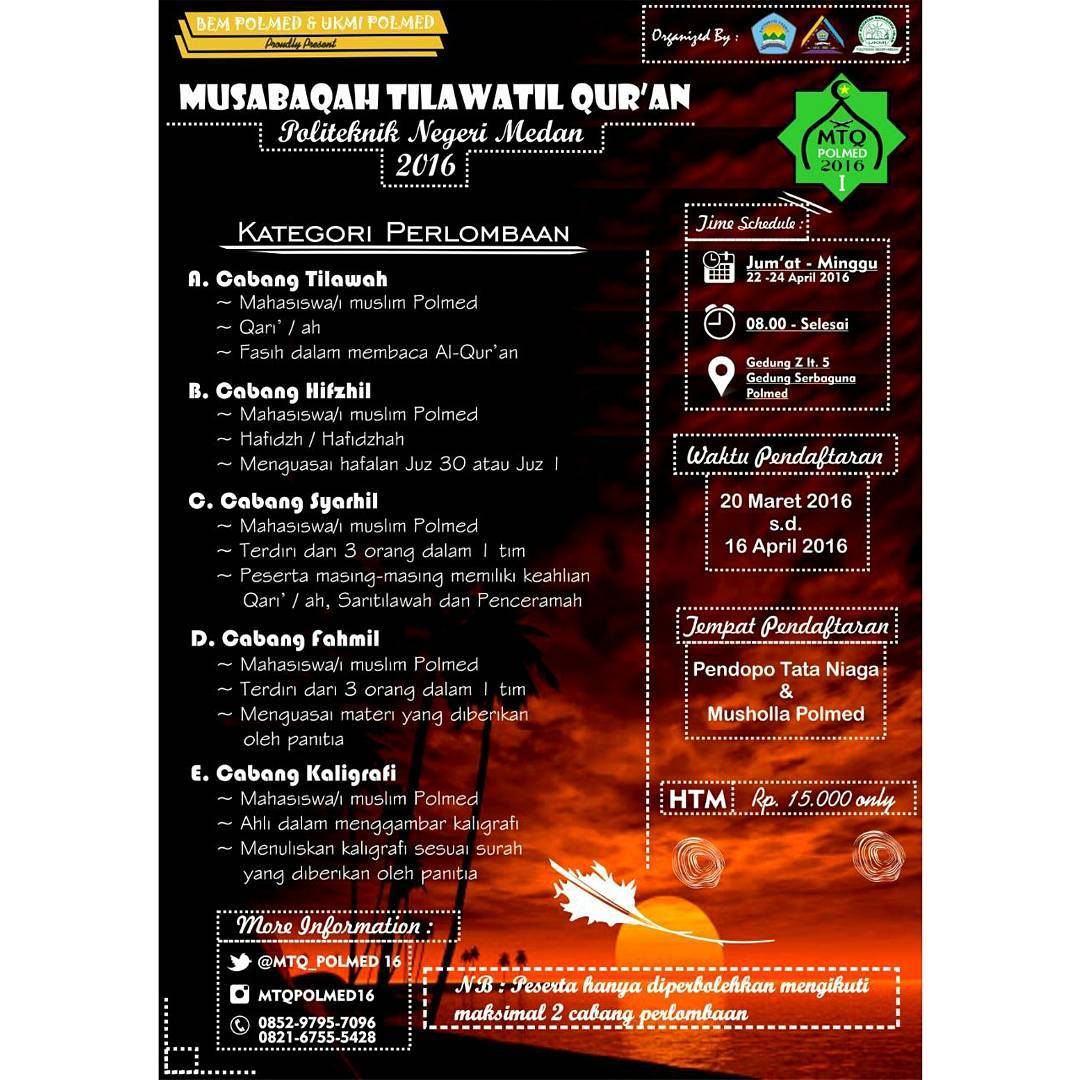 BEM POLMED & UKMI POLMED
Proudly Present
Organized By :
MUSABAQAH TILAWATIL QUR'AN
Politeknik Negeri Medan
2016
MTQ
POLMED
2016
I
KATEGORI PERLOMBAAN
A. Cabang Tilawah
~ Mahasiswa/i muslim Polmed
~ Qari' / ah
~ Fasih dalam membaca Al-Qur'an
B. Cabang Hifzhil
~ Mahasiswa/i muslim Polmed
~ Hafidzh / Hafidzhah
~ Menguasai hafalan Juz 30 atau Juz 1
C. Cabang Syarhil
~ Mahasiswa/i muslim Polmed
~ Terdiri dari 3 orang dalam 1 tim
~ Peserta masing-masing memiliki keahlian
Qari' / ah, Saritilawah dan Penceramah
D. Cabang Fahmil
~ Mahasiswa/i muslim Polmed
~ Terdiri dari 3 orang dalam 1 tim
~ Menguasai materi yang diberikan
oleh panitia
E. Cabang Kaligrafi
~ Mahasiswa/i muslim Polmed
~ Ahli dalam menggambar kaligrafi
~ Menuliskan kaligrafi sesuai surah
yang diberikan oleh panitia
Time Schedule :
Jum'at - Minggu
22 -24 April 2016
08.00 - Selesai
Gedung Z lt. 5
Gedung Serbaguna
Polmed
Waktu Pendaftaran
20 Maret 2016
s.d.
16 April 2016
Tempat Pendaftaran
Pendopo Tata Niaga
&
Musholla Polmed
HTM Rp. 15.000 only
More Information :
@MTQ_POLMED 16
MTQPOLMED16
0852-9795-7096
0821-6755-5428
NB : Peserta hanya diperbolehkan mengikuti
maksimal 2 cabang perlombaan